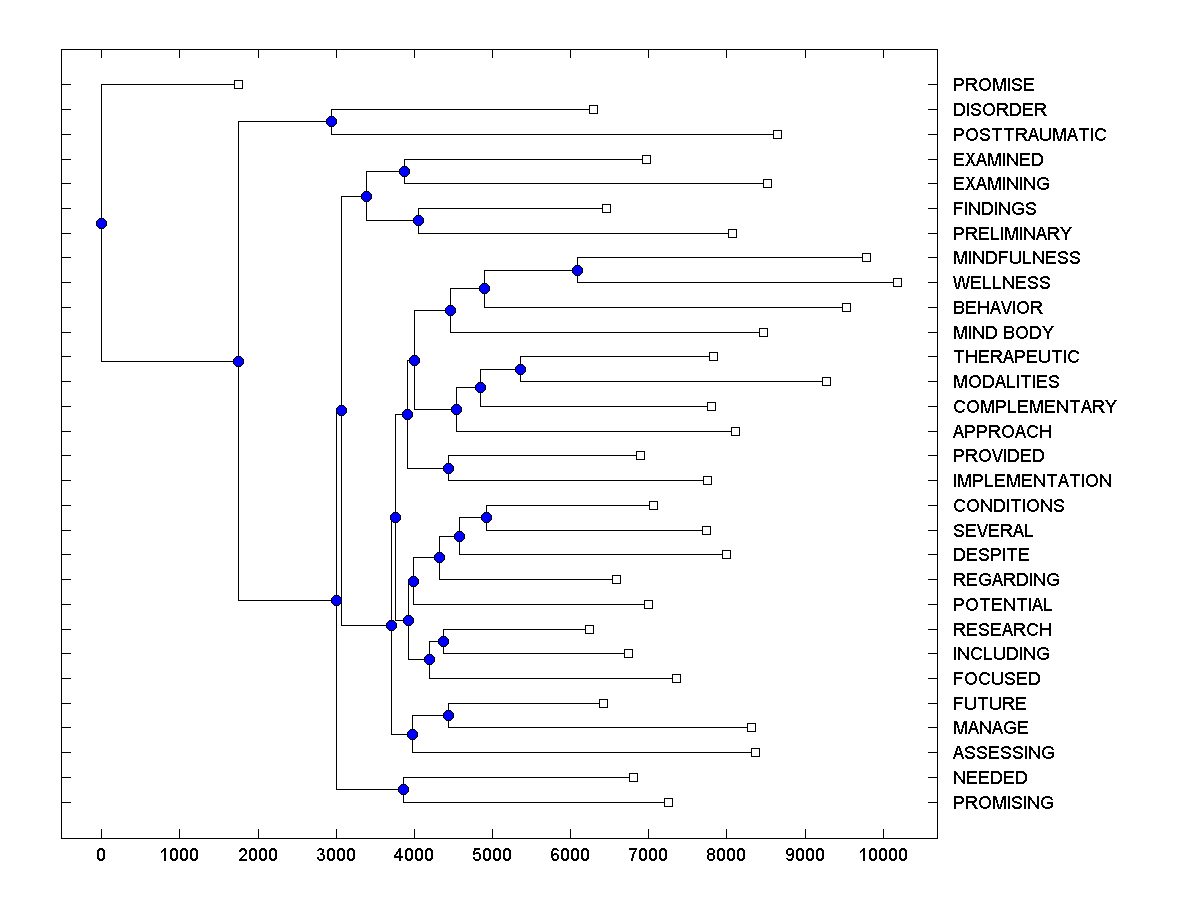 PROMISE
DISORDER
POSTTRAUMATIC
EXAMINED
EXAMINING
FINDINGS
PRELIMINARY
MINDFULNESS
WELLNESS
BEHAVIOR
MIND BODY
THERAPEUTIC
MODALITIES
COMPLEMENTARY
APPROACH
PROVIDED
IMPLEMENTATION
CONDITIONS
SEVERAL
DESPITE
REGARDING
POTENTIAL
RESEARCH
INCLUDING
FOCUSED
FUTURE
MANAGE
ASSESSING
NEEDED
PROMISING
0 1000 2000 3000 4000 5000 6000 7000 8000 9000 10000